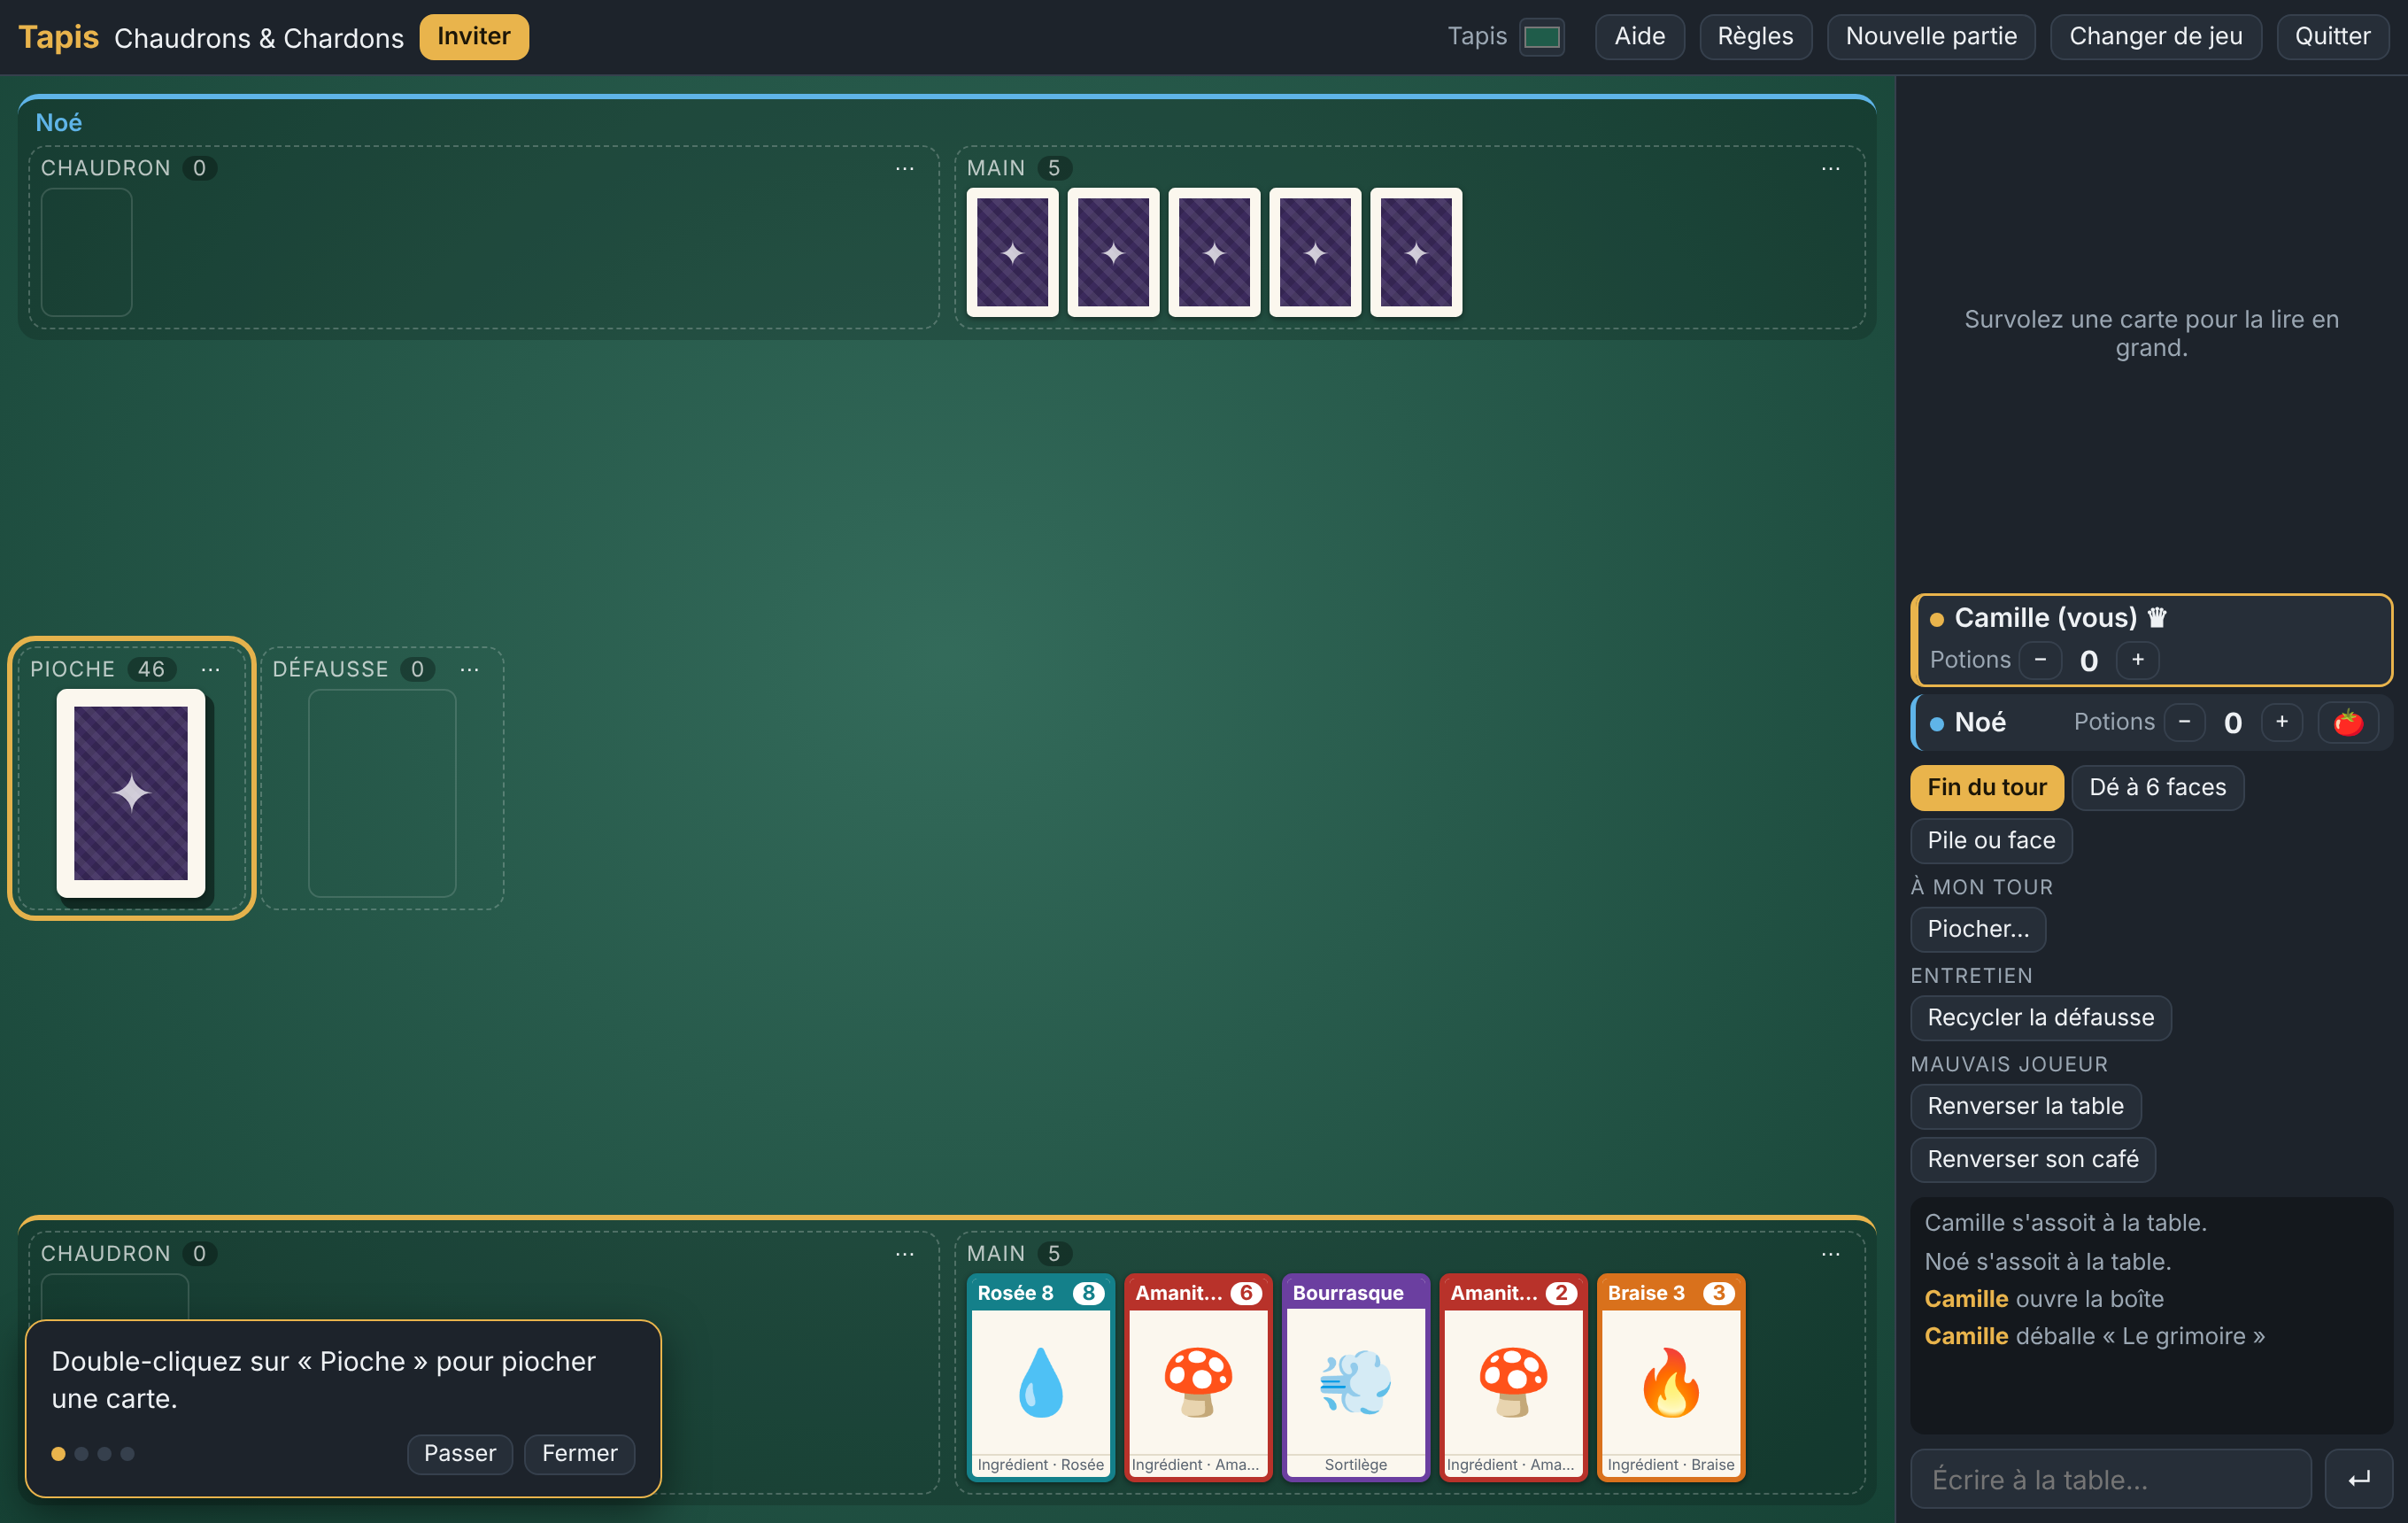 Tapis Chaudrons & Chardons Inviter Tapis Aide Règles Nouvelle partie Changer de jeu Quitter
Noé
CHAUDRON 0 ...
MAIN 5 ...
Survolez une carte pour la lire en
grand.
PIOCHE 46 ...
DÉFAUSSE 0 ...
CHAUDRON 0 ...
MAIN 5 ...
Rosée 8 8
Ingrédient · Rosée
Amanit... 6
Ingrédient · Ama...
Bourrasque
Sortilège
Amanit... 2
Ingrédient · Ama...
Braise 3 3
Ingrédient · Braise
Double-cliquez sur « Pioche » pour piocher
une carte.
Passer Fermer
Camille (vous) ♛
Potions − 0 +
Noé Potions − 0 +
Fin du tour Dé à 6 faces
Pile ou face
À MON TOUR
Piocher...
ENTRETIEN
Recycler la défausse
MAUVAIS JOUEUR
Renverser la table
Renverser son café
Camille s'assoit à la table.
Noé s'assoit à la table.
Camille ouvre la boîte
Camille déballe « Le grimoire »
Écrire à la table...